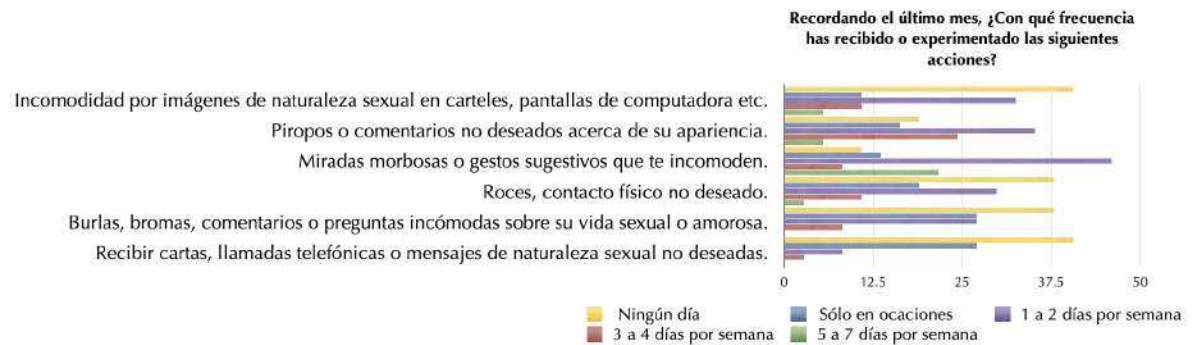 Recordando el último mes, ¿Con qué frecuencia
has recibido o experimentado las siguientes
acciones?
Incomodidad por imágenes de naturaleza sexual en carteles, pantallas de computadora etc.
Piropos o comentarios no deseados acerca de su apariencia.
Miradas morbosas o gestos sugestivos que te incomoden.
Roces, contacto físico no deseado.
Burlas, bromas, comentarios o preguntas incómodas sobre su vida sexual o amorosa.
Recibir cartas, llamadas telefónicas o mensajes de naturaleza sexual no deseadas.
0 12.5 25 37.5 50
Ningún día Sólo en ocaciones 1 a 2 días por semana
3 a 4 días por semana 5 a 7 días por semana